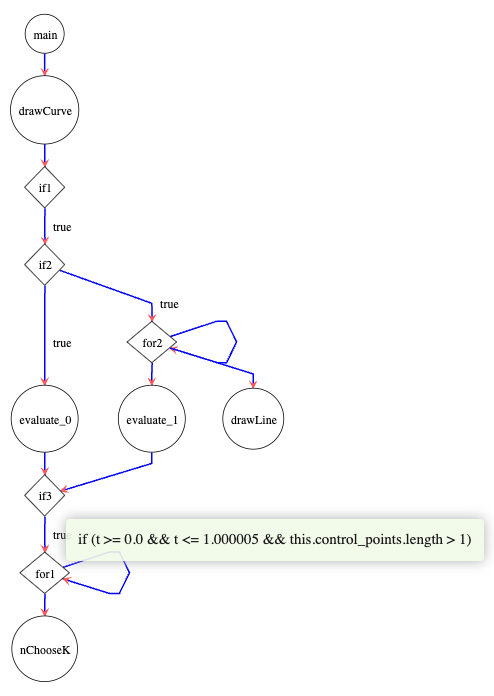 main
drawCurve
if1
true
if2
true
for2
true
evaluate_0
evaluate_1
drawLine
if3
true
if (t >= 0.0 && t <= 1.000005 && this.control_points.length > 1)
for1
nChooseK